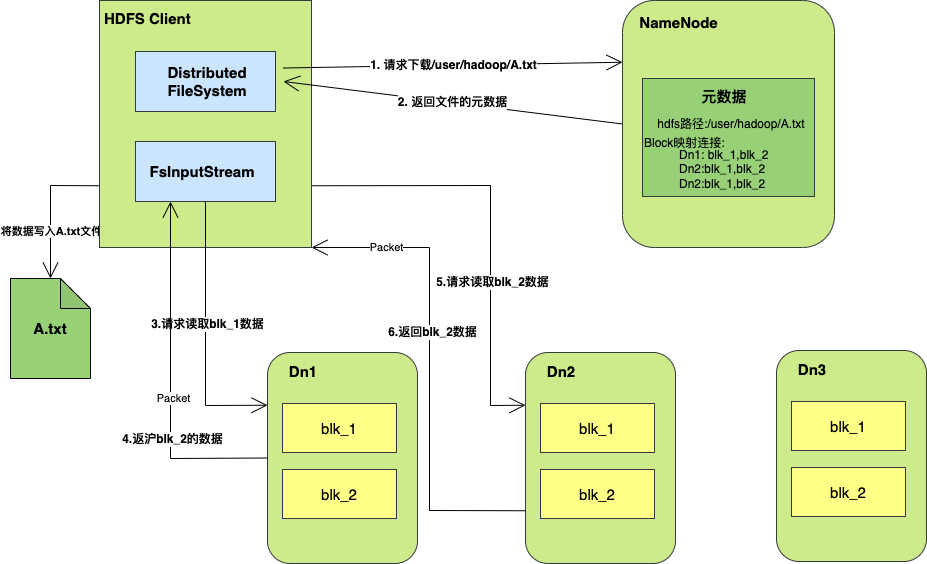 HDFS Client
Distributed
FileSystem
FsInputStream
1. 请求下载/user/hadoop/A.txt
2. 返回文件的元数据
NameNode
元数据
hdfs路径:/user/hadoop/A.txt
Block映射连接:
Dn1: blk_1,blk_2
Dn2:blk_1,blk_2
Dn2:blk_1,blk_2
将数据写入A.txt文件
A.txt
Packet
5.请求读取blk_2数据
3.请求读取blk_1数据
6.返回blk_2数据
Packet
4.返沪blk_2的数据
Dn1
blk_1
blk_2
Dn2
blk_1
blk_2
Dn3
blk_1
blk_2